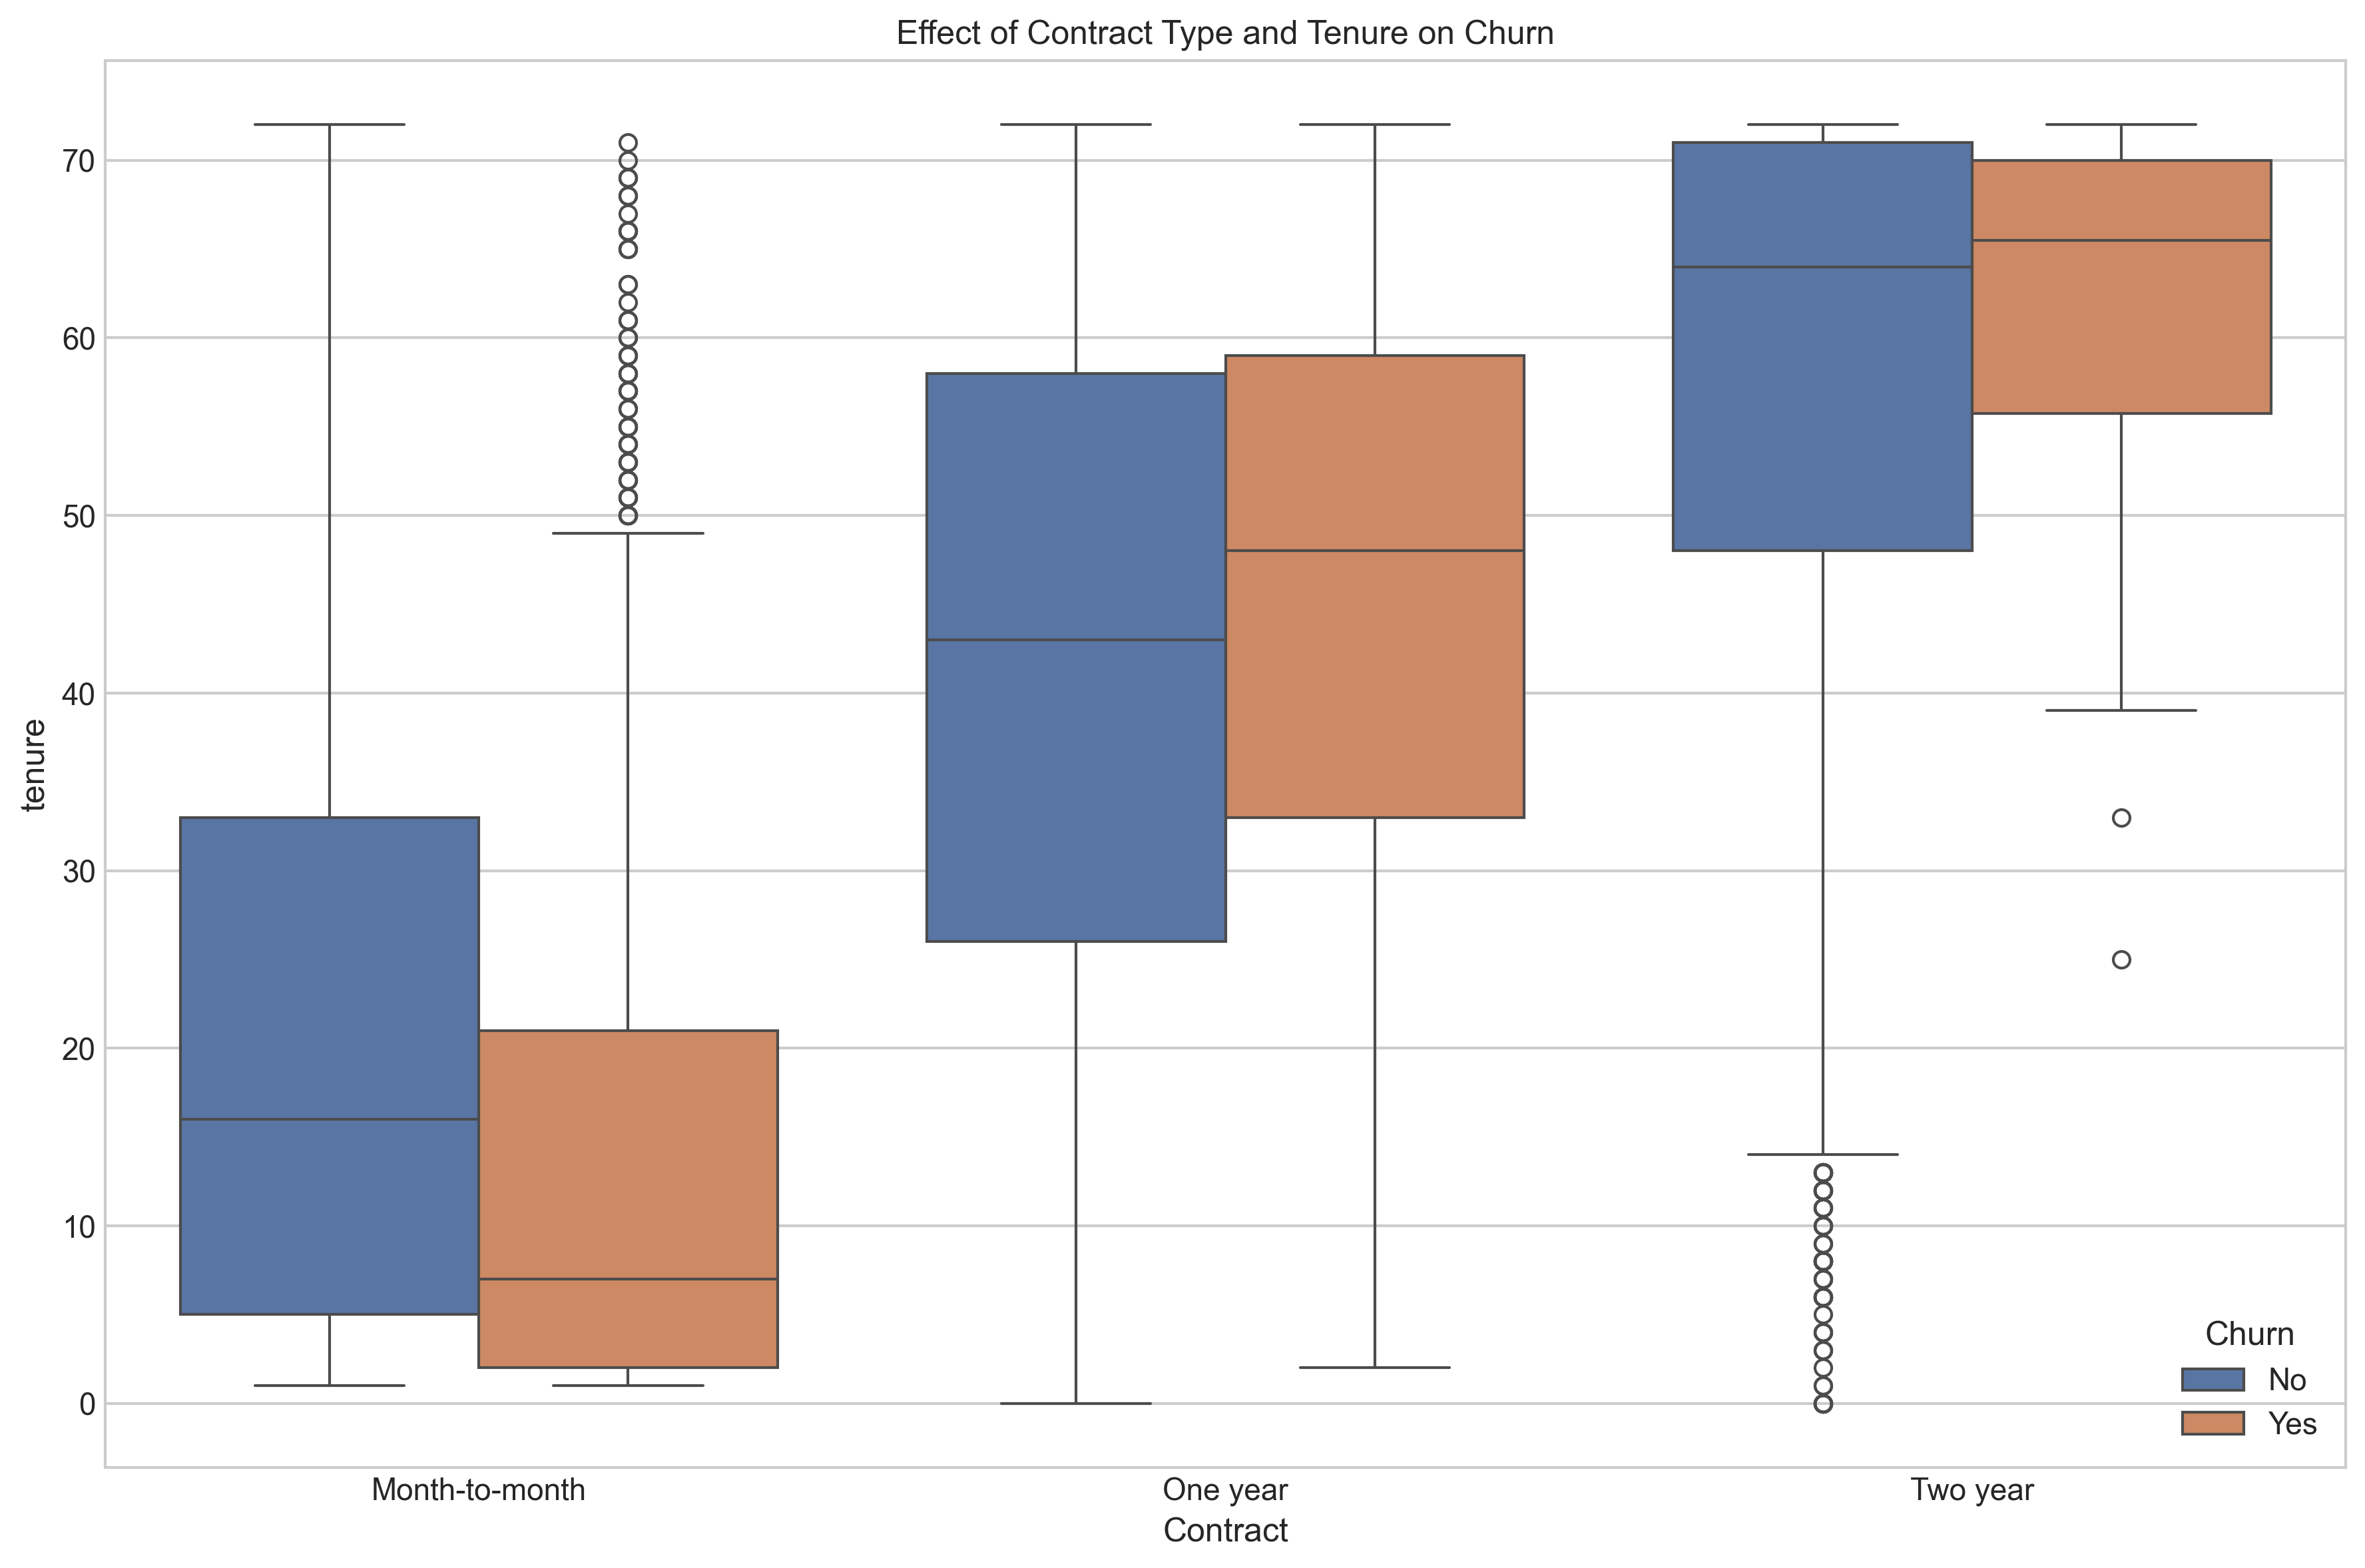 Effect of Contract Type and Tenure on Churn
tenure
70
60
50
40
30
20
10
0
Churn
No
Yes
Month-to-month
One year
Two year
Contract